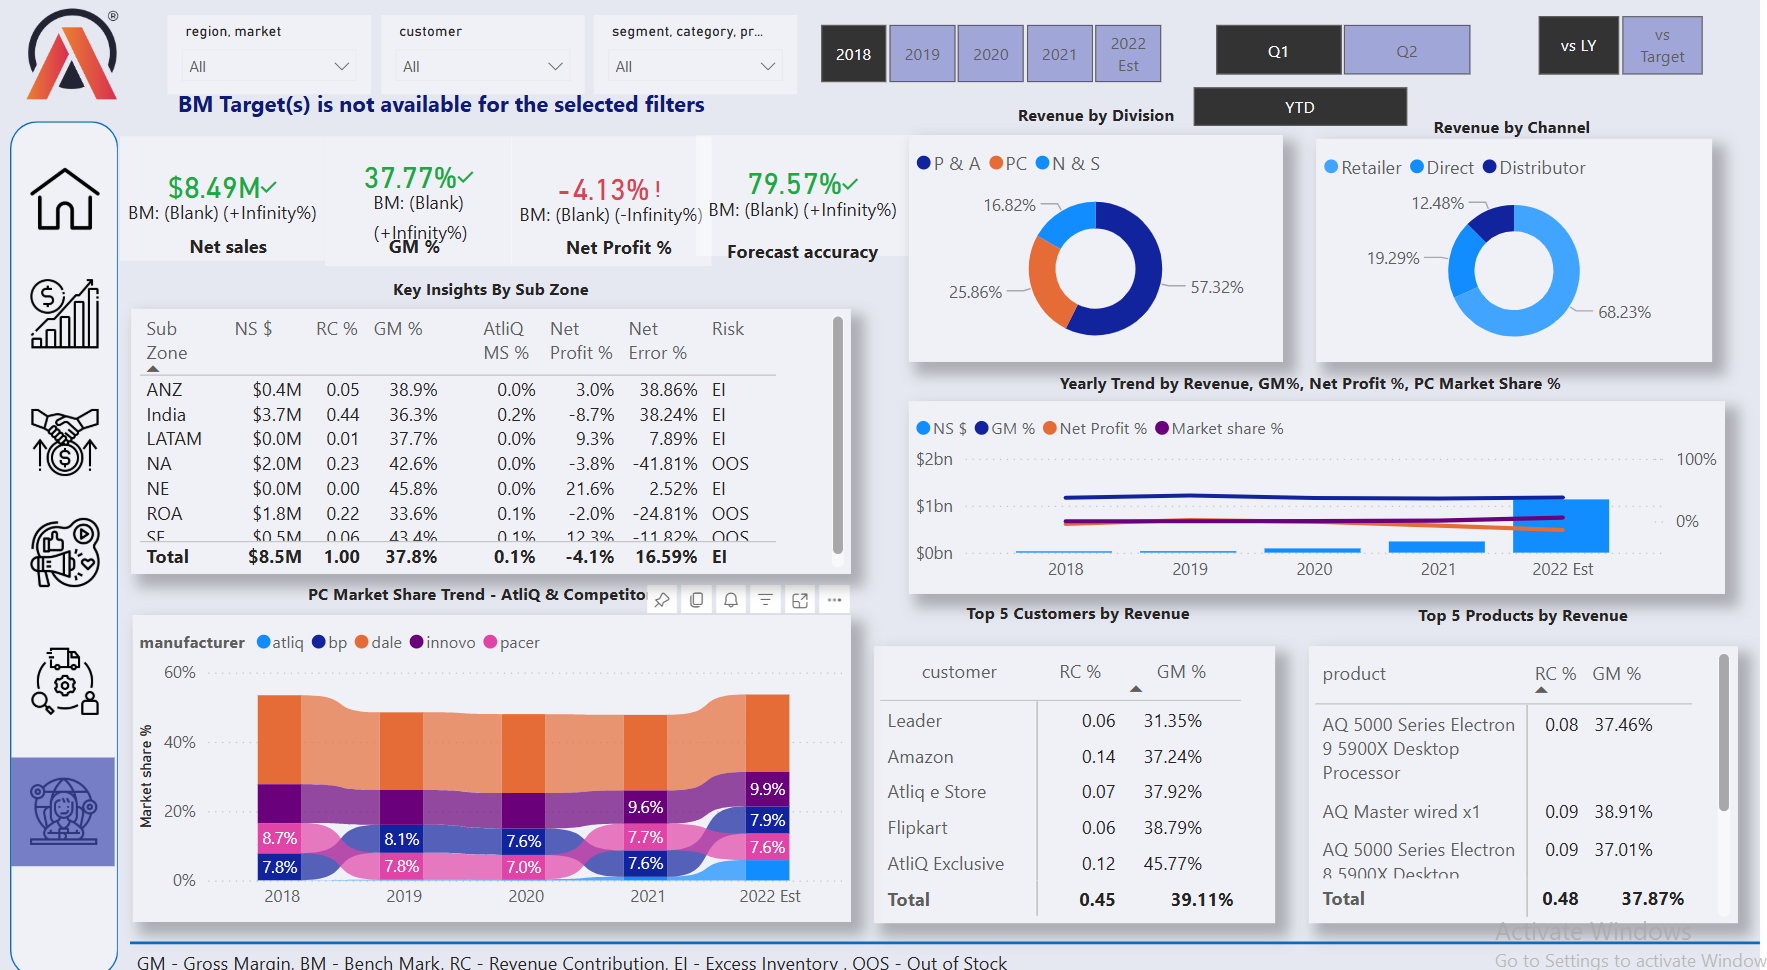 ®
region, market
All
customer
All
segment, category, pr...
All
2018
2019
2020
2021
2022
Est
Q1
Q2
YTD
vs LY
vs
Target
BM Target(s) is not available for the selected filters
$8.49M
BM: (Blank) (+Infinity%)
Net sales
37.77%
BM: (Blank)
(+Infinity%)
GM %
-4.13% !
BM: (Blank) (-Infinity%)
Net Profit %
79.57%
BM: (Blank) (+Infinity%)
Forecast accuracy
Revenue by Division
P & A PC N & S
16.82%
25.86%
57.32%
Revenue by Channel
Retailer Direct Distributor
12.48%
19.29%
68.23%
Key Insights By Sub Zone
Sub Zone NS $ RC % GM % AtliQ MS % Net Profit % Net Error % Risk
ANZ $0.4M 0.05 38.9% 0.0% 3.0% 38.86% EI
India $3.7M 0.44 36.3% 0.2% -8.7% 38.24% EI
LATAM $0.0M 0.01 37.7% 0.0% 9.3% 7.89% EI
NA $2.0M 0.23 42.6% 0.0% -3.8% -41.81% OOS
NE $0.0M 0.00 45.8% 0.0% 21.6% 2.52% EI
ROA $1.8M 0.22 33.6% 0.1% -2.0% -24.81% OOS
SE $0.5M 0.06 43.4% 0.1% 12.3% -11.82% OOS
Total $8.5M 1.00 37.8% 0.1% -4.1% 16.59% EI
Yearly Trend by Revenue, GM%, Net Profit %, PC Market Share %
NS $ GM % Net Profit % Market share %
$2bn
$1bn
$0bn
100%
0%
2018 2019 2020 2021 2022 Est
PC Market Share Trend - AtliQ & Competitor
manufacturer atliq bp dale innovo pacer
Market share %
60%
40%
20%
0%
8.7%
7.8%
8.1%
7.8%
7.6%
7.0%
9.6%
7.7%
7.6%
9.9%
7.9%
7.6%
2018 2019 2020 2021 2022 Est
Top 5 Customers by Revenue
customer RC % GM %
Leader 0.06 31.35%
Amazon 0.14 37.24%
Atliq e Store 0.07 37.92%
Flipkart 0.06 38.79%
AtliQ Exclusive 0.12 45.77%
Total 0.45 39.11%
Top 5 Products by Revenue
product RC % GM %
AQ 5000 Series Electron 0.08 37.46%
9 5900X Desktop
Processor
AQ Master wired x1 0.09 38.91%
AQ 5000 Series Electron 0.09 37.01%
8 5900X Desktop
Total 0.48 37.87%
Activate Windows
Go to Settings to activate Window
GM - Gross Margin, BM - Bench Mark, RC - Revenue Contribution, EI - Excess Inventory , OOS - Out of Stock